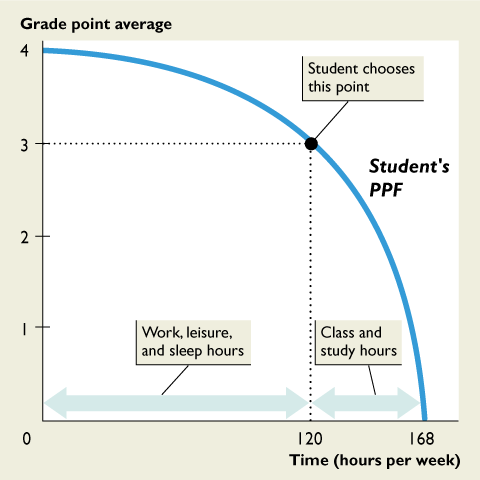 Grade point average
4
Student chooses
this point
3
Student's
PPF
2
1
Work, leisure,
and sleep hours
Class and
study hours
0
120
168
Time (hours per week)